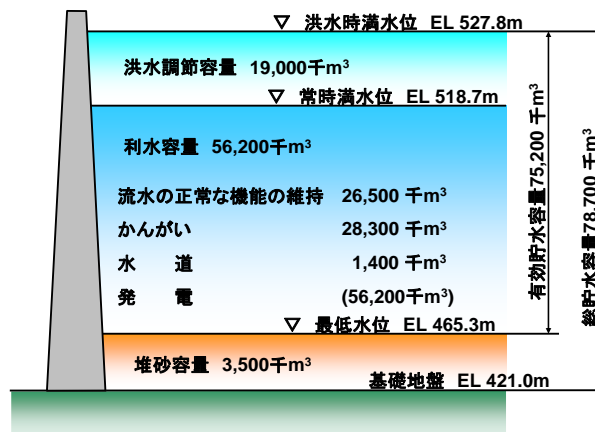 ▽ 洪水時満水位 EL 527.8m
洪水調節容量 19,000千m³
▽ 常時満水位 EL 518.7m
利水容量 56,200千m³
流水の正常な機能の維持 26,500 千m³
かんがい 28,300 千m³
水 道 1,400 千m³
発 電 (56,200千m³)
▽ 最低水位 EL 465.3m
堆砂容量 3,500千m³
基礎地盤 EL 421.0m
有効貯水容量75,200 千m³
総貯水容量78,700 千m³